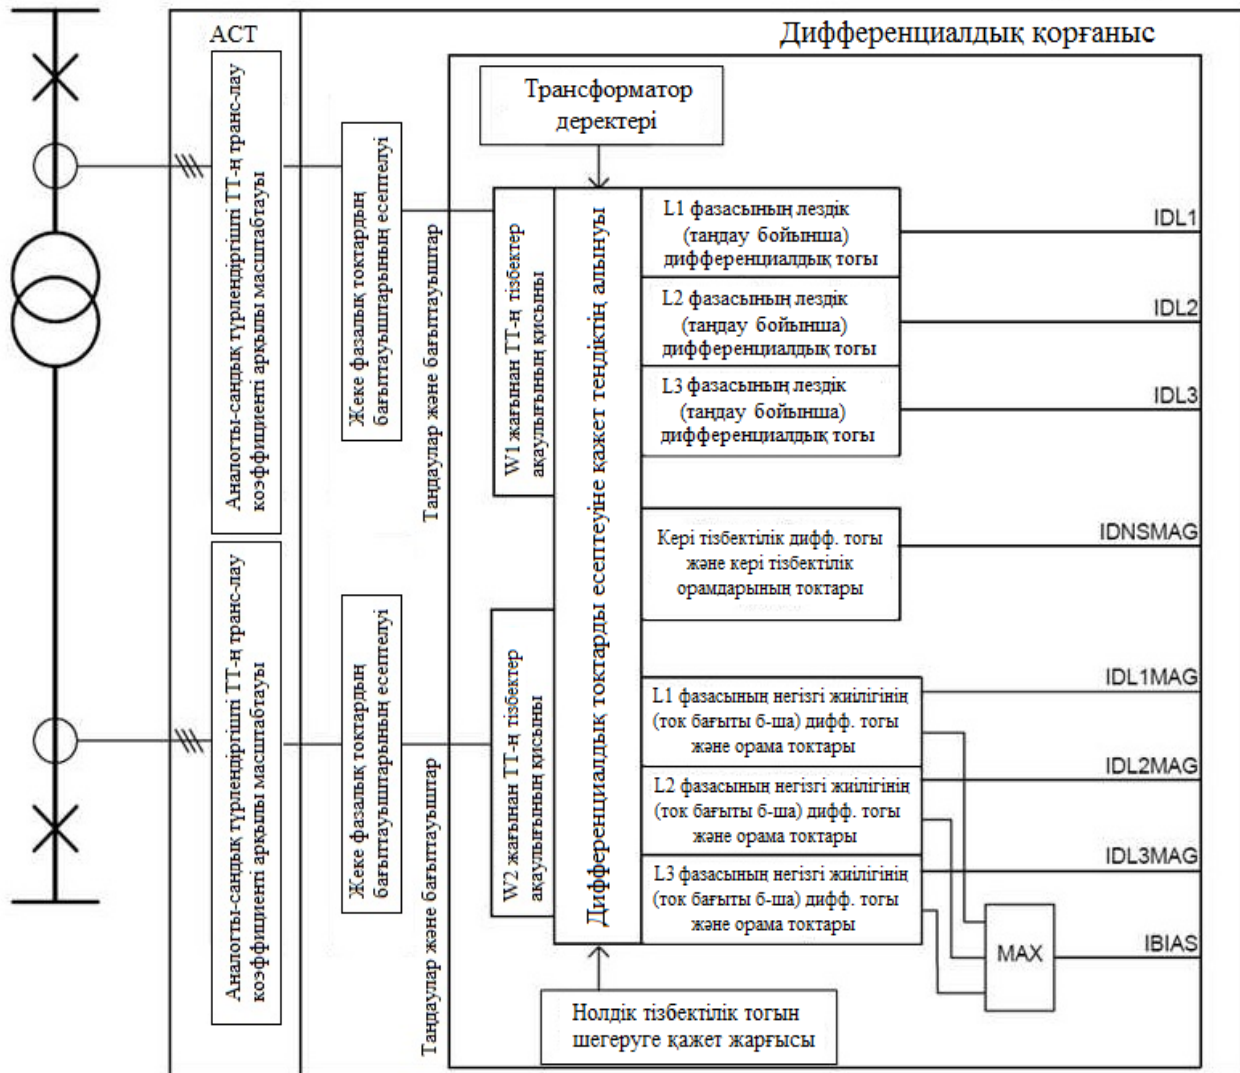 АСТ
Дифференциалдық қорғаныс
Аналогты-сандық түрлендіргішті ТТ-ң транс-лау
коэффициенті арқылы масштабтауы
Жеке фазалық токтардың
бағыттауыштарының есептелуі
Таңдаулар және бағыттауыштар
Трансформатор
деректері
W1 жағынан ТТ-ң тізбектер
ақаулығының қисыны
Дифференциалдық токтарды есептеуіне қажет теңдіктің алынуы
L1 фазасының лездік
(таңдау бойынша)
дифференциалдық тогы
IDL1
L2 фазасының лездік
(таңдау бойынша)
дифференциалдық тогы
IDL2
L3 фазасының лездік
(таңдау бойынша)
дифференциалдық тогы
IDL3
Кері тізбектілік дифф. тогы
және кері тізбектілік
орамдарының токтары
IDNSMAG
Аналогты-сандық түрлендіргішті ТТ-ң транс-лау
коэффициенті арқылы масштабтауы
Жеке фазалық токтардың
бағыттауыштарының есептелуі
Таңдаулар және бағыттауыштар
W2 жағынан ТТ-ң тізбектер
ақаулығының қисыны
L1 фазасының негізгі жиілігінің
(ток бағыты б-ша) дифф. тогы
және орама токтары
IDL1MAG
L2 фазасының негізгі жиілігінің
(ток бағыты б-ша) дифф. тогы
және орама токтары
IDL2MAG
L3 фазасының негізгі жиілігінің
(ток бағыты б-ша) дифф. тогы
және орама токтары
IDL3MAG
MAX
IBIAS
Нолдік тізбектілік тогын
шегеруге қажет жарғысы